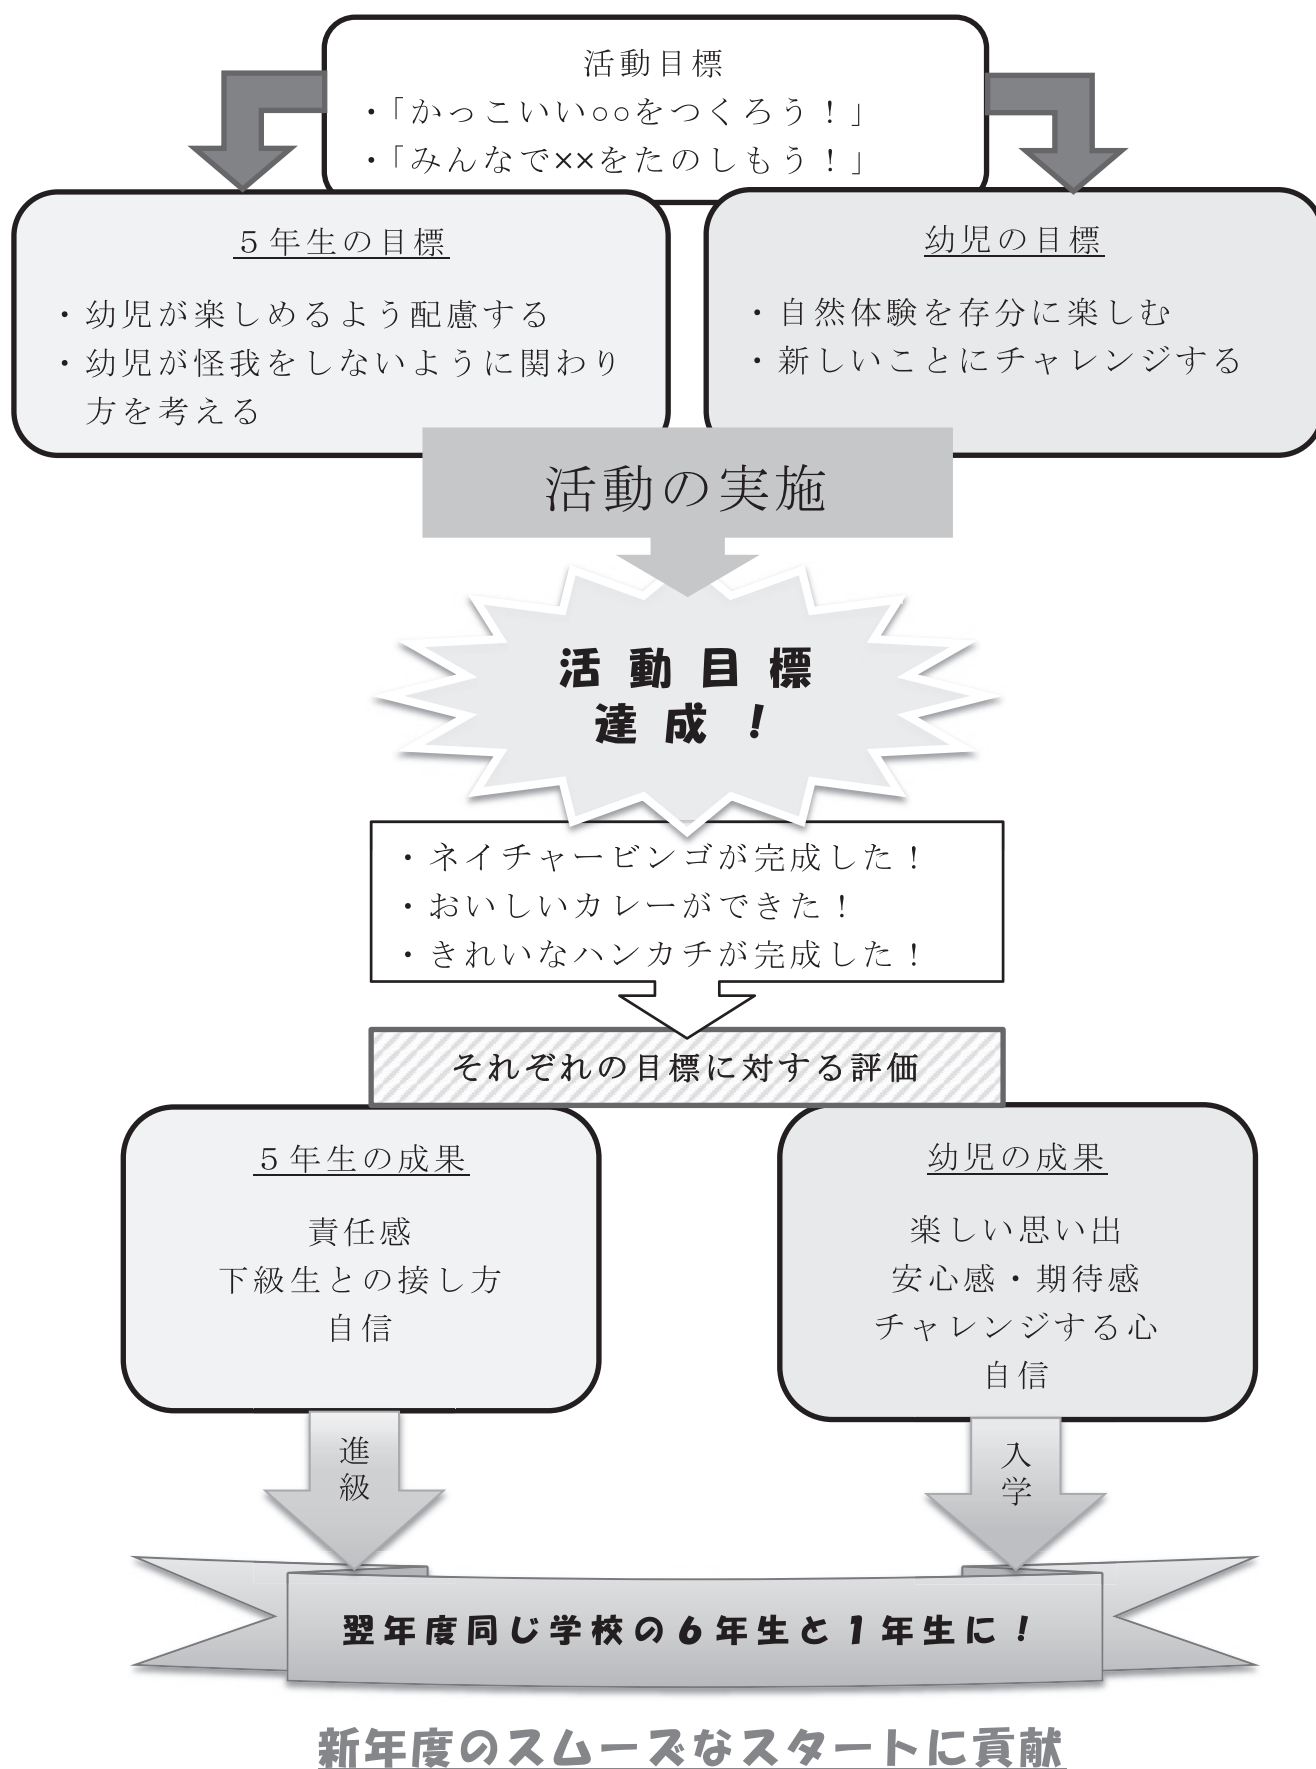 活動目標
・「かっこいい○○をつくろう！」
・「みんなで××をたのしもう！」
５年生の目標
・幼児が楽しめるよう配慮する
・幼児が怪我をしないように関わり
方を考える
幼児の目標
・自然体験を存分に楽しむ
・新しいことにチャレンジする
活動の実施
活動目標
達成！
・ネイチャービンゴが完成した！
・おいしいカレーができた！
・きれいなハンカチが完成した！
それぞれの目標に対する評価
５年生の成果
責任感
下級生との接し方
自信
幼児の成果
楽しい思い出
安心感・期待感
チャレンジする心
自信
進級
入学
翌年度同じ学校の６年生と１年生に！
新年度のスムーズなスタートに貢献